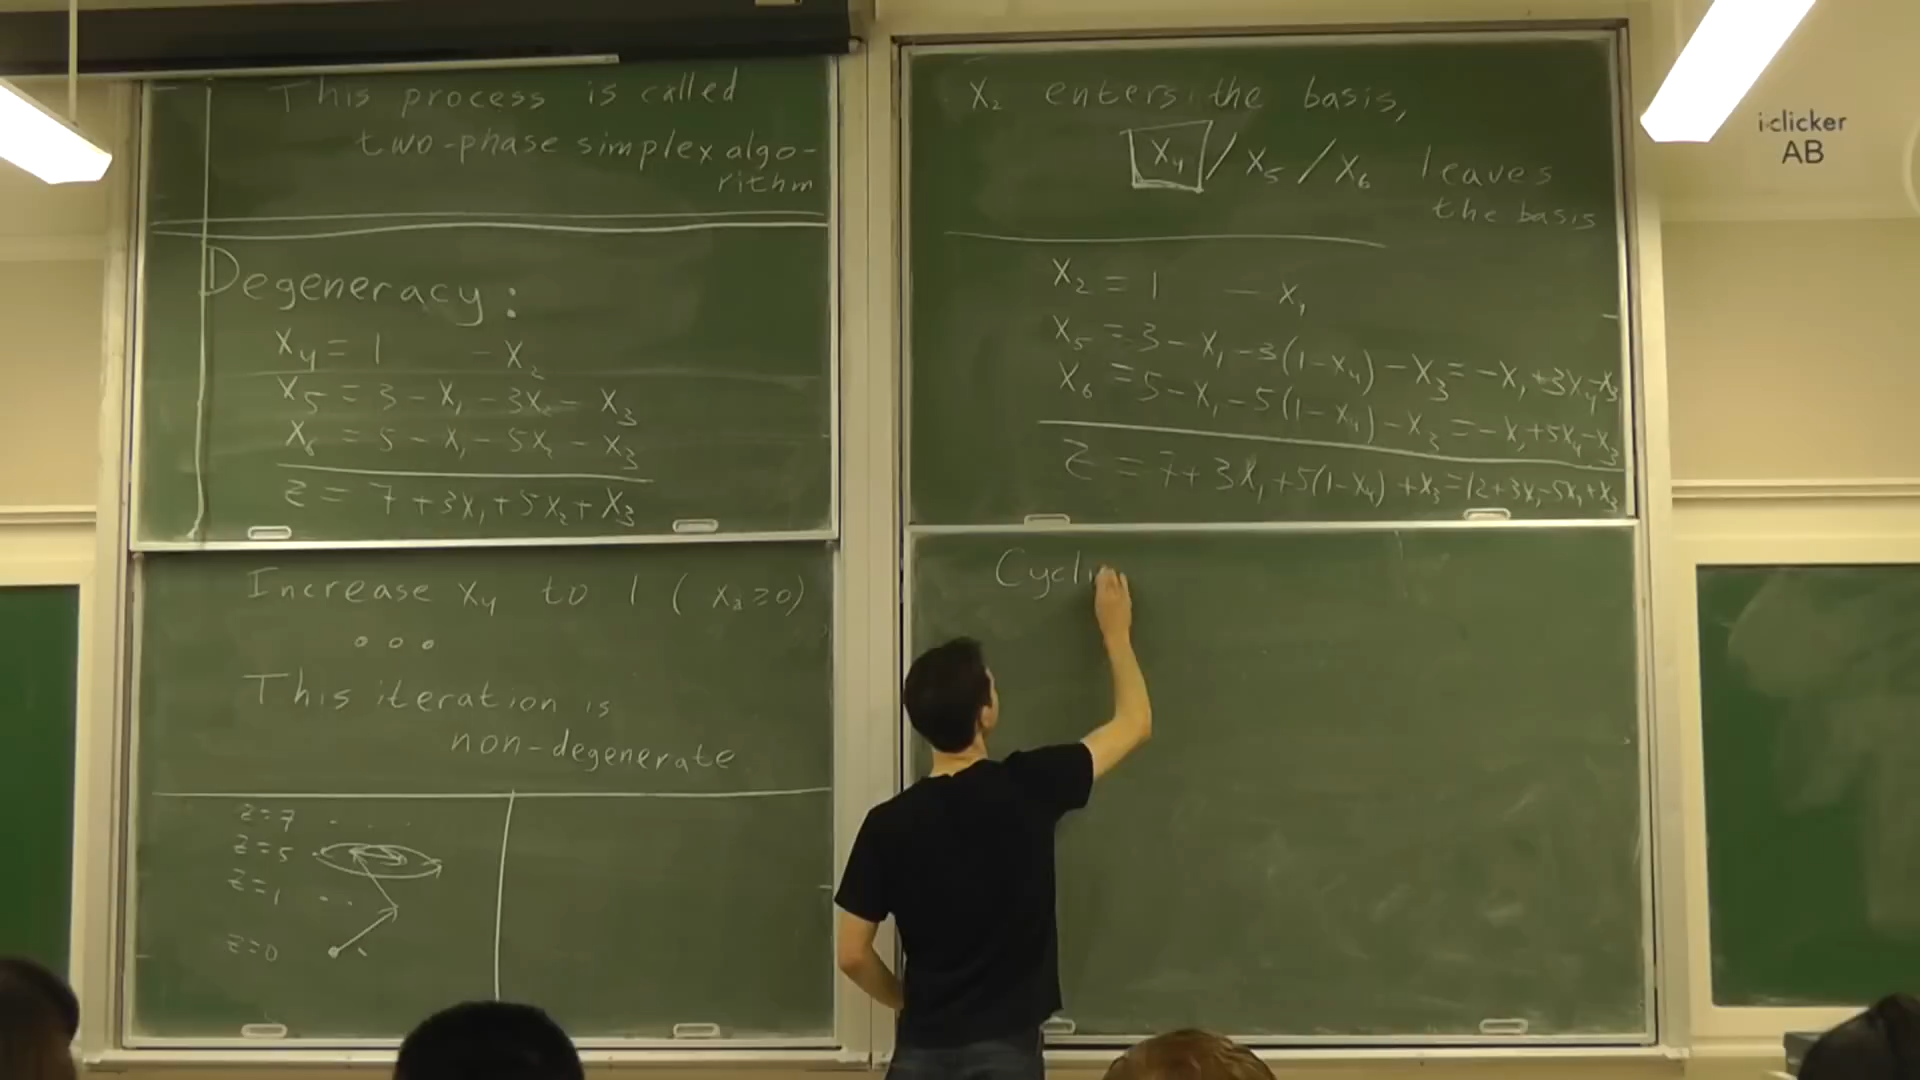 This process is called
two-phase simplex algo-
rithm
Degeneracy:
x₄ = 1 - x₂
x₅ = 3 - x₁ - 3x₂ - x₃
x₆ = 5 - x₁ - 5x₂ - x₃
z = 7 + 3x₁ + 5x₂ + x₃
Increase x₄ to 1 ( x₂ ≥ 0)
° ° °
This iteration is
non-degenerate
z = 7
z = 5
z = 1
z = 0
x₂ enters the basis,
x₄ / x₅ / x₆ leaves
the basis
x₂ = 1 - x₁
x₅ = 3 - x₁ - 3(1 - x₄) - x₃ = -x₁ + 3x₄ - x₃
x₆ = 5 - x₁ - 5(1 - x₄) - x₃ = -x₁ + 5x₄ - x₃
z = 7 + 3x₁ + 5(1 - x₄) + x₃ = 12 + 3x₁ - 5x₄ + x₃
Cycli
i>clicker
AB